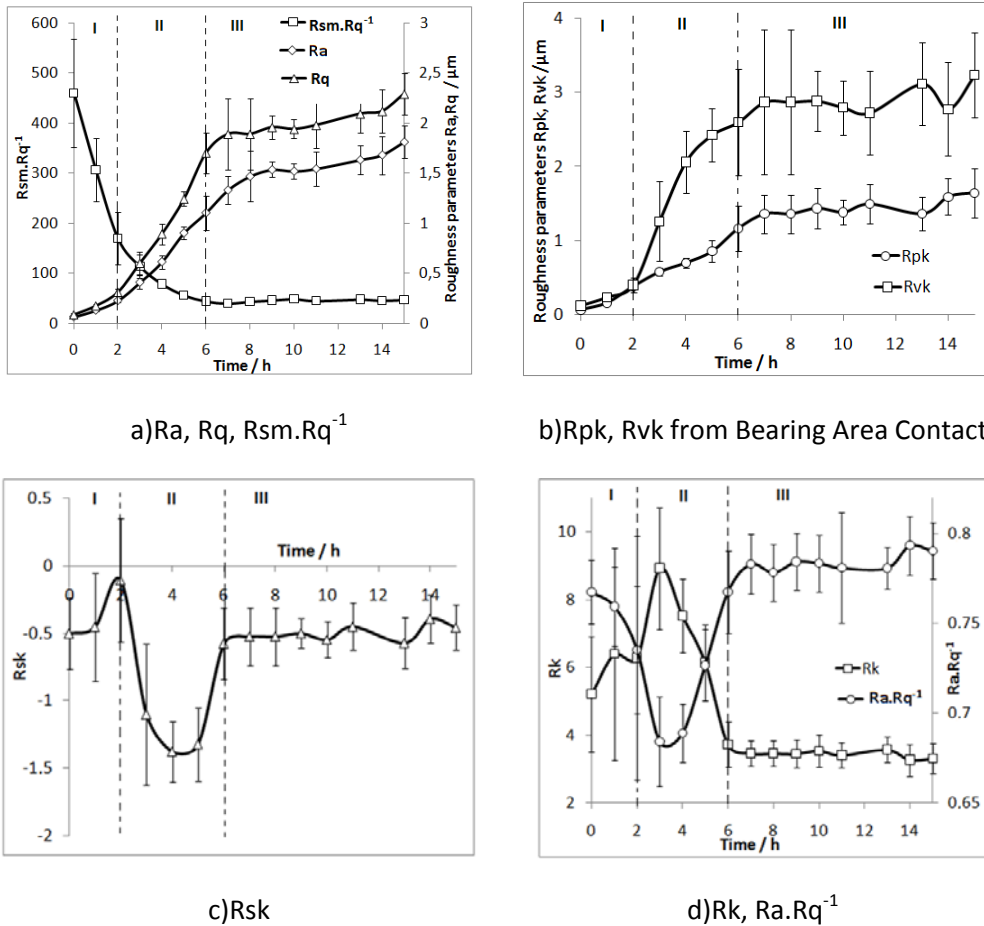 I II III
Rsm.Rq⁻¹
Ra
Rq
600
500
400
300
200
100
0
Rsm.Rq⁻¹
3
2,5
2
1,5
1
0,5
0
Roughness parameters Ra,Rq / µm
0 2 4 6 8 10 12 14
Time / h
a)Ra, Rq, Rsm.Rq⁻¹
I II III
4
3
2
1
0
Roughness parameters Rpk, Rvk /µm
Rpk
Rvk
0 2 4 6 8 10 12 14
Time / h
b)Rpk, Rvk from Bearing Area Contact
I II III
0.5
0
-0.5
-1
-1.5
-2
Rsk
Time / h
0 2 4 6 8 10 12 14
c)Rsk
I II III
10
8
6
4
2
Rk
0.8
0.75
0.7
0.65
Ra.Rq⁻¹
Rk
Ra.Rq⁻¹
0 2 4 6 8 10 12 14
Time / h
d)Rk, Ra.Rq⁻¹